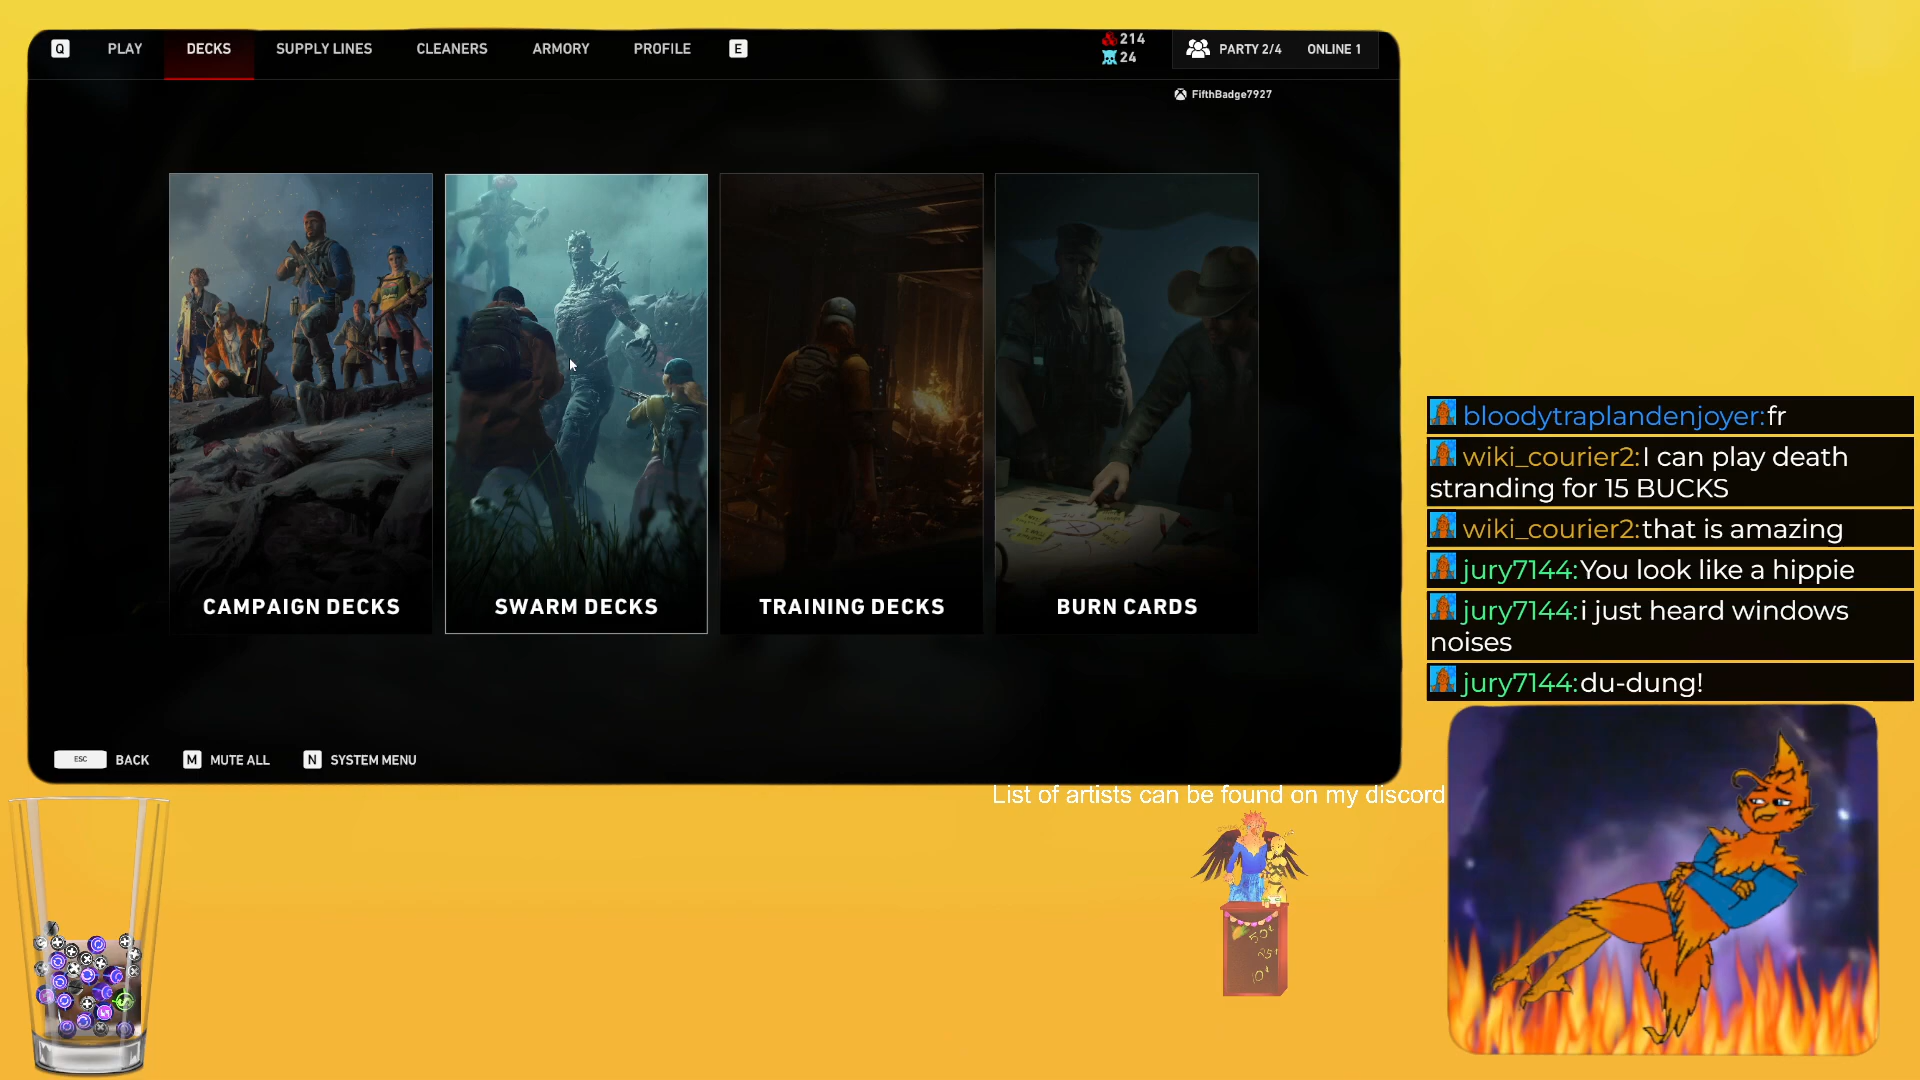 Q PLAY DECKS SUPPLY LINES CLEANERS ARMORY PROFILE E
214
24
PARTY 2/4 ONLINE 1
FifthBadge7927
CAMPAIGN DECKS
SWARM DECKS
TRAINING DECKS
BURN CARDS
ESC BACK M MUTE ALL N SYSTEM MENU
bloodytraplandenjoyer:fr
wiki_courier2:I can play death
stranding for 15 BUCKS
wiki_courier2:that is amazing
jury7144:You look like a hippie
jury7144:i just heard windows
noises
jury7144:du-dung!
List of artists can be found on my discord